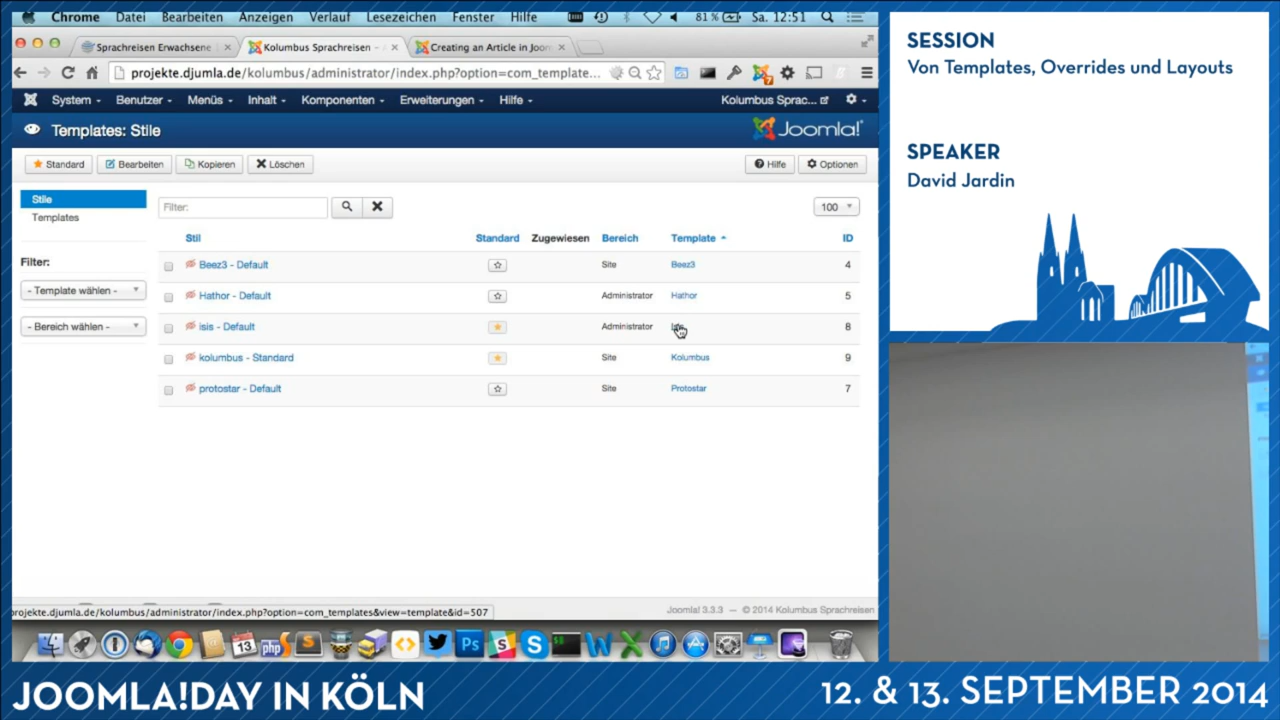 Chrome Datei Bearbeiten Anzeigen Verlauf Lesezeichen Fenster Hilfe 81 % Sa. 12:51
Sprachreisen Erwachsene Kolumbus Sprachreisen - Creating an Article in Joom
projekte.djumla.de/kolumbus/administrator/index.php?option=com_template...
System Benutzer Menüs Inhalt Komponenten Erweiterungen Hilfe Kolumbus Sprac...
Templates: Stile Joomla!
Standard Bearbeiten Kopieren Löschen Hilfe Optionen
Stile
Templates
Filter: 100
Stil Standard Zugewiesen Bereich Template ID
Filter:
- Template wählen -
- Bereich wählen -
Beez3 - Default Site Beez3 4
Hathor - Default Administrator Hathor 5
isis - Default Administrator 8
kolumbus - Standard Site Kolumbus 9
protostar - Default Site Protostar 7
rojekte.djumla.de/kolumbus/administrator/index.php?option=com_templates&view=template&id=507
Joomla! 3.3.3 — © 2014 Kolumbus Sprachreisen
13 php Ps
SESSION
Von Templates, Overrides und Layouts
SPEAKER
David Jardin
JOOMLA!DAY IN KÖLN
12. & 13. SEPTEMBER 2014